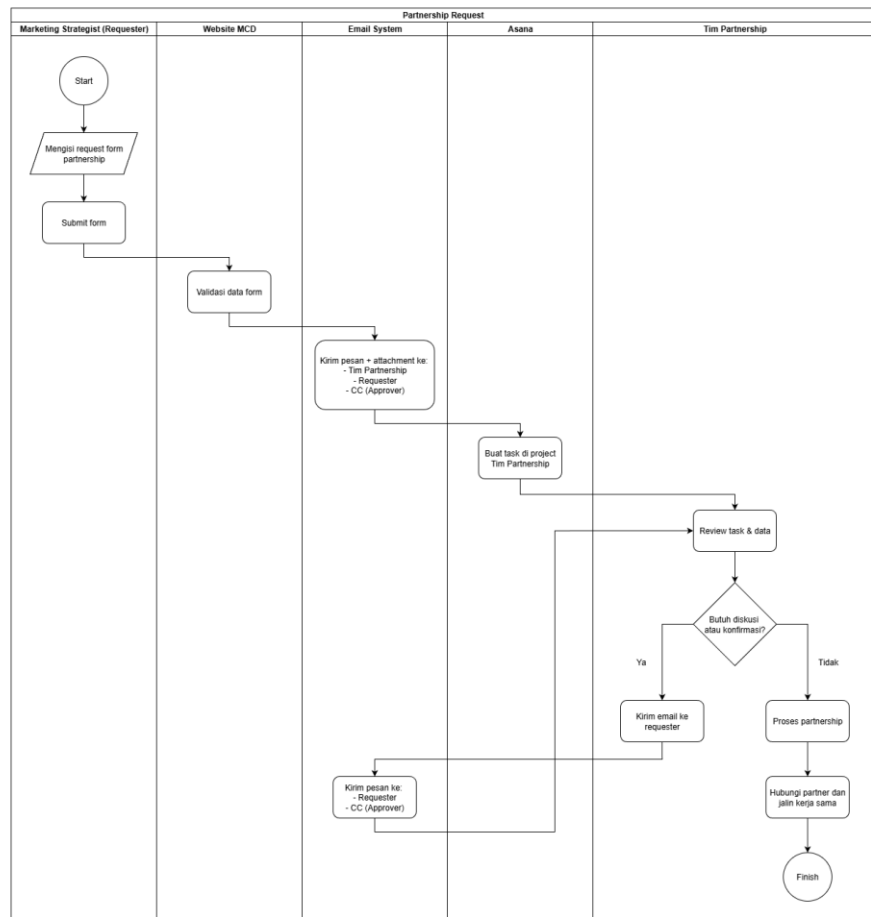 Partnership Request
Marketing Strategist (Requester)
Website MCD
Email System
Asana
Tim Partnership
Start
Mengisi request form
partnership
Submit form
Validasi data form
Kirim pesan + attachment ke:
- Tim Partnership
- Requester
- CC (Approver)
Buat task di project
Tim Partnership
Review task & data
Butuh diskusi
atau konfirmasi?
Ya
Tidak
Kirim email ke
requester
Proses partnership
Kirim pesan ke:
- Requester
- CC (Approver)
Hubungi partner dan
jalin kerja sama
Finish